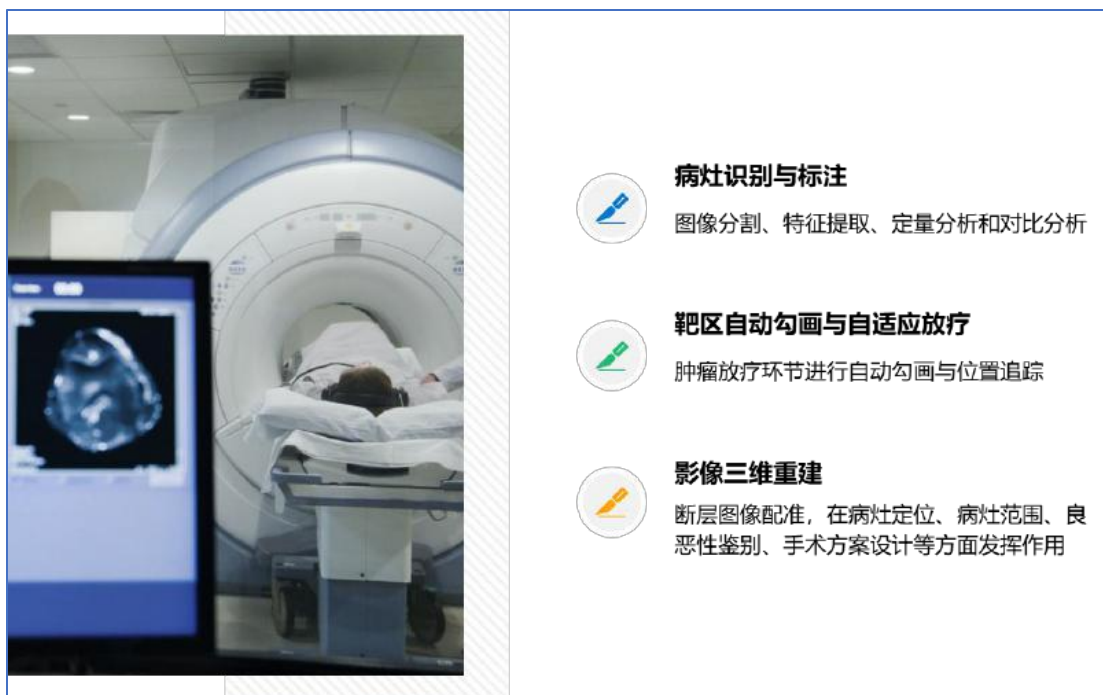 病灶识别与标注
图像分割、特征提取、定量分析和对比分析
靶区自动勾画与自适应放疗
肿瘤放疗环节进行自动勾画与位置追踪
影像三维重建
断层图像配准，在病灶定位、病灶范围、良
恶性鉴别、手术方案设计等方面发挥作用